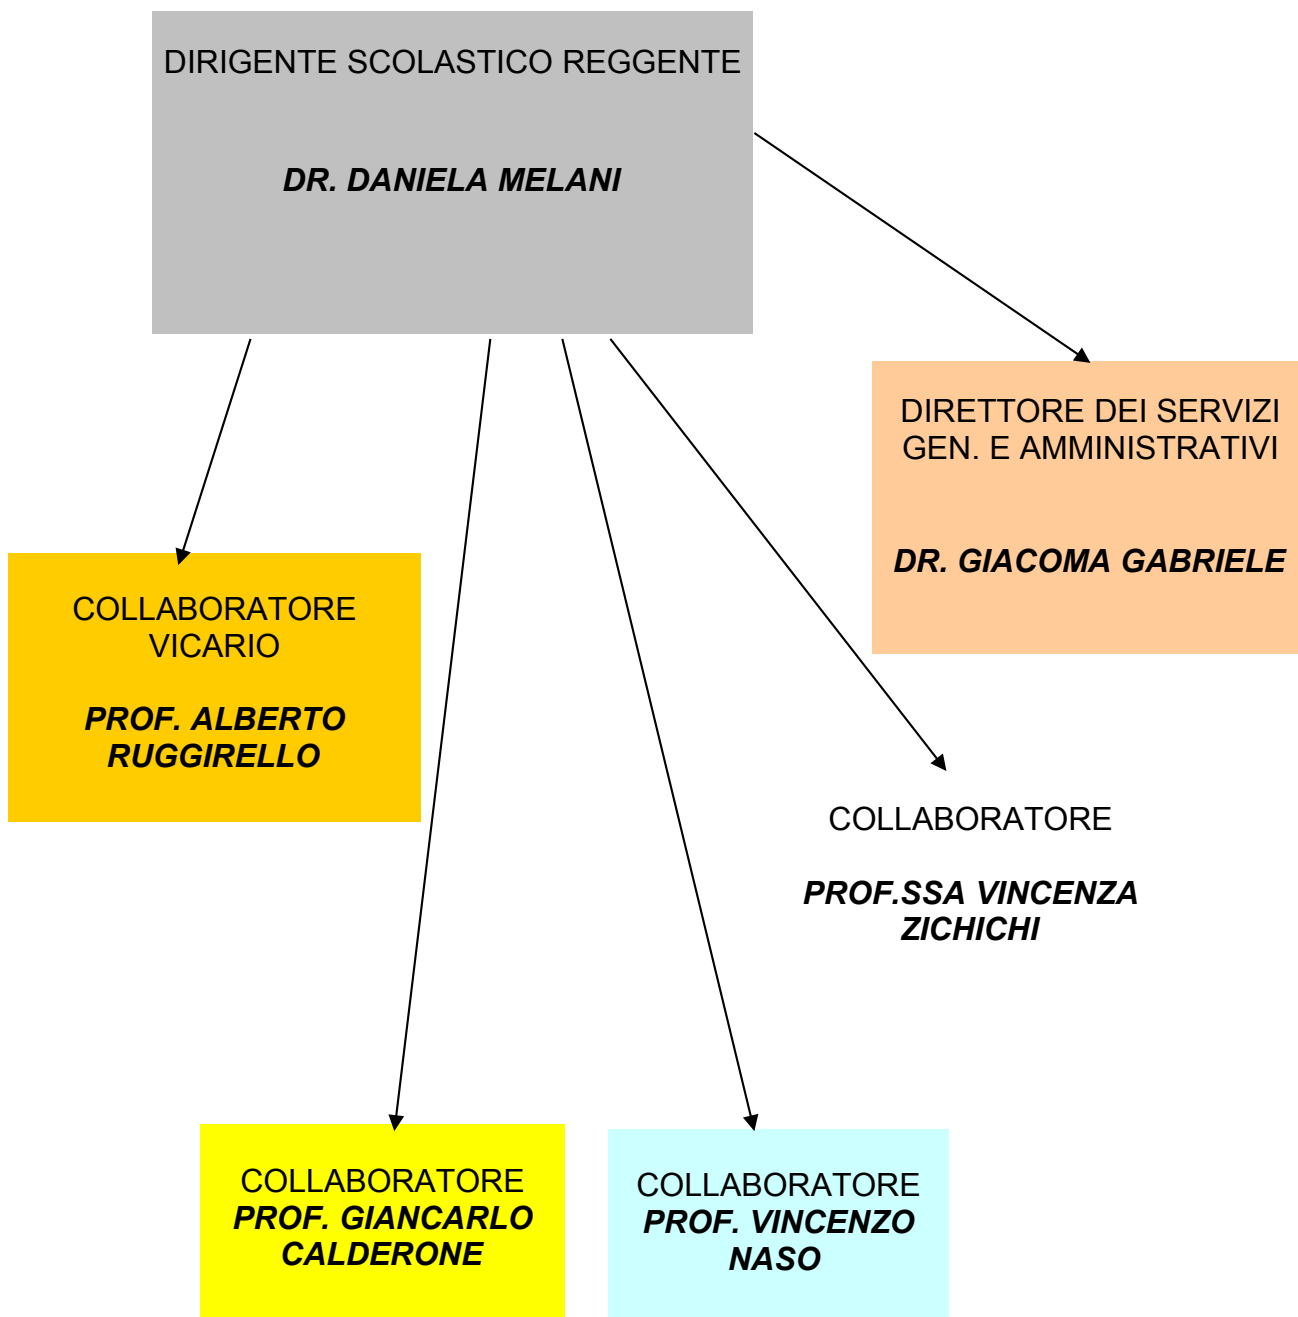 DIRIGENTE SCOLASTICO REGGENTE
DR. DANIELA MELANI
DIRETTORE DEI SERVIZI
GEN. E AMMINISTRATIVI
DR. GIACOMA GABRIELE
COLLABORATORE
VICARIO
PROF. ALBERTO
RUGGIRELLO
COLLABORATORE
PROF.SSA VINCENZA
ZICHICHI
COLLABORATORE
PROF. GIANCARLO
CALDERONE
COLLABORATORE
PROF. VINCENZO
NASO